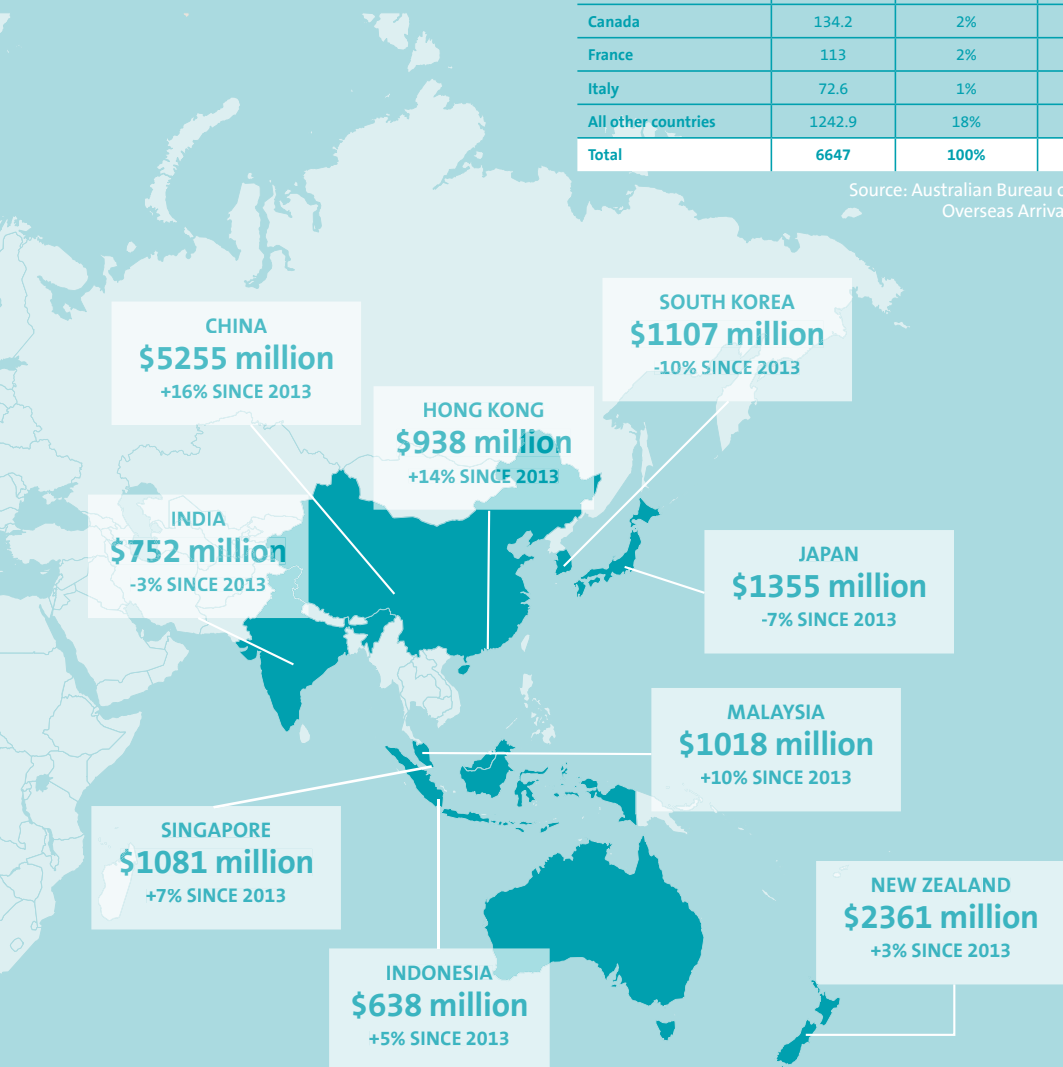 Canada 134.2 2%
France 113 2%
Italy 72.6 1%
All other countries 1242.9 18%
Total 6647 100%
Source: Australian Bureau
Overseas
SOUTH KOREA
$1107 million
-10% SINCE 2013
CHINA
$5255 million
+16% SINCE 2013
HONG KONG
$938 million
+14% SINCE 2013
INDIA
$752 million
-3% SINCE 2013
JAPAN
$1355 million
-7% SINCE 2013
MALAYSIA
$1018 million
+10% SINCE 2013
SINGAPORE
$1081 million
+7% SINCE 2013
NEW ZEALAND
$2361 million
+3% SINCE 2013
INDONESIA
$638 million
+5% SINCE 2013